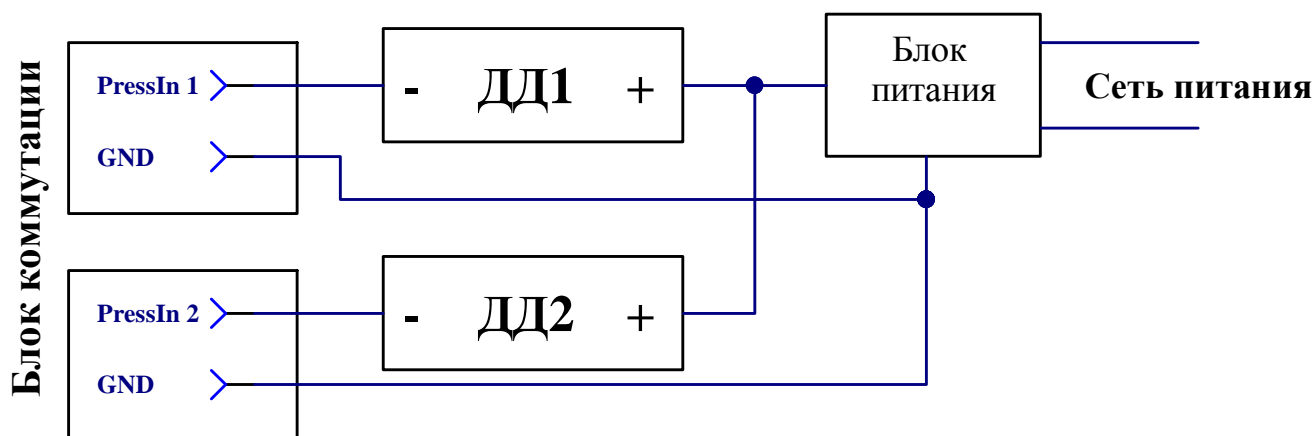 Блок коммутации
PressIn 1
GND
- ДД1 +
Блок
питания
Сеть питания
PressIn 2
GND
- ДД2 +